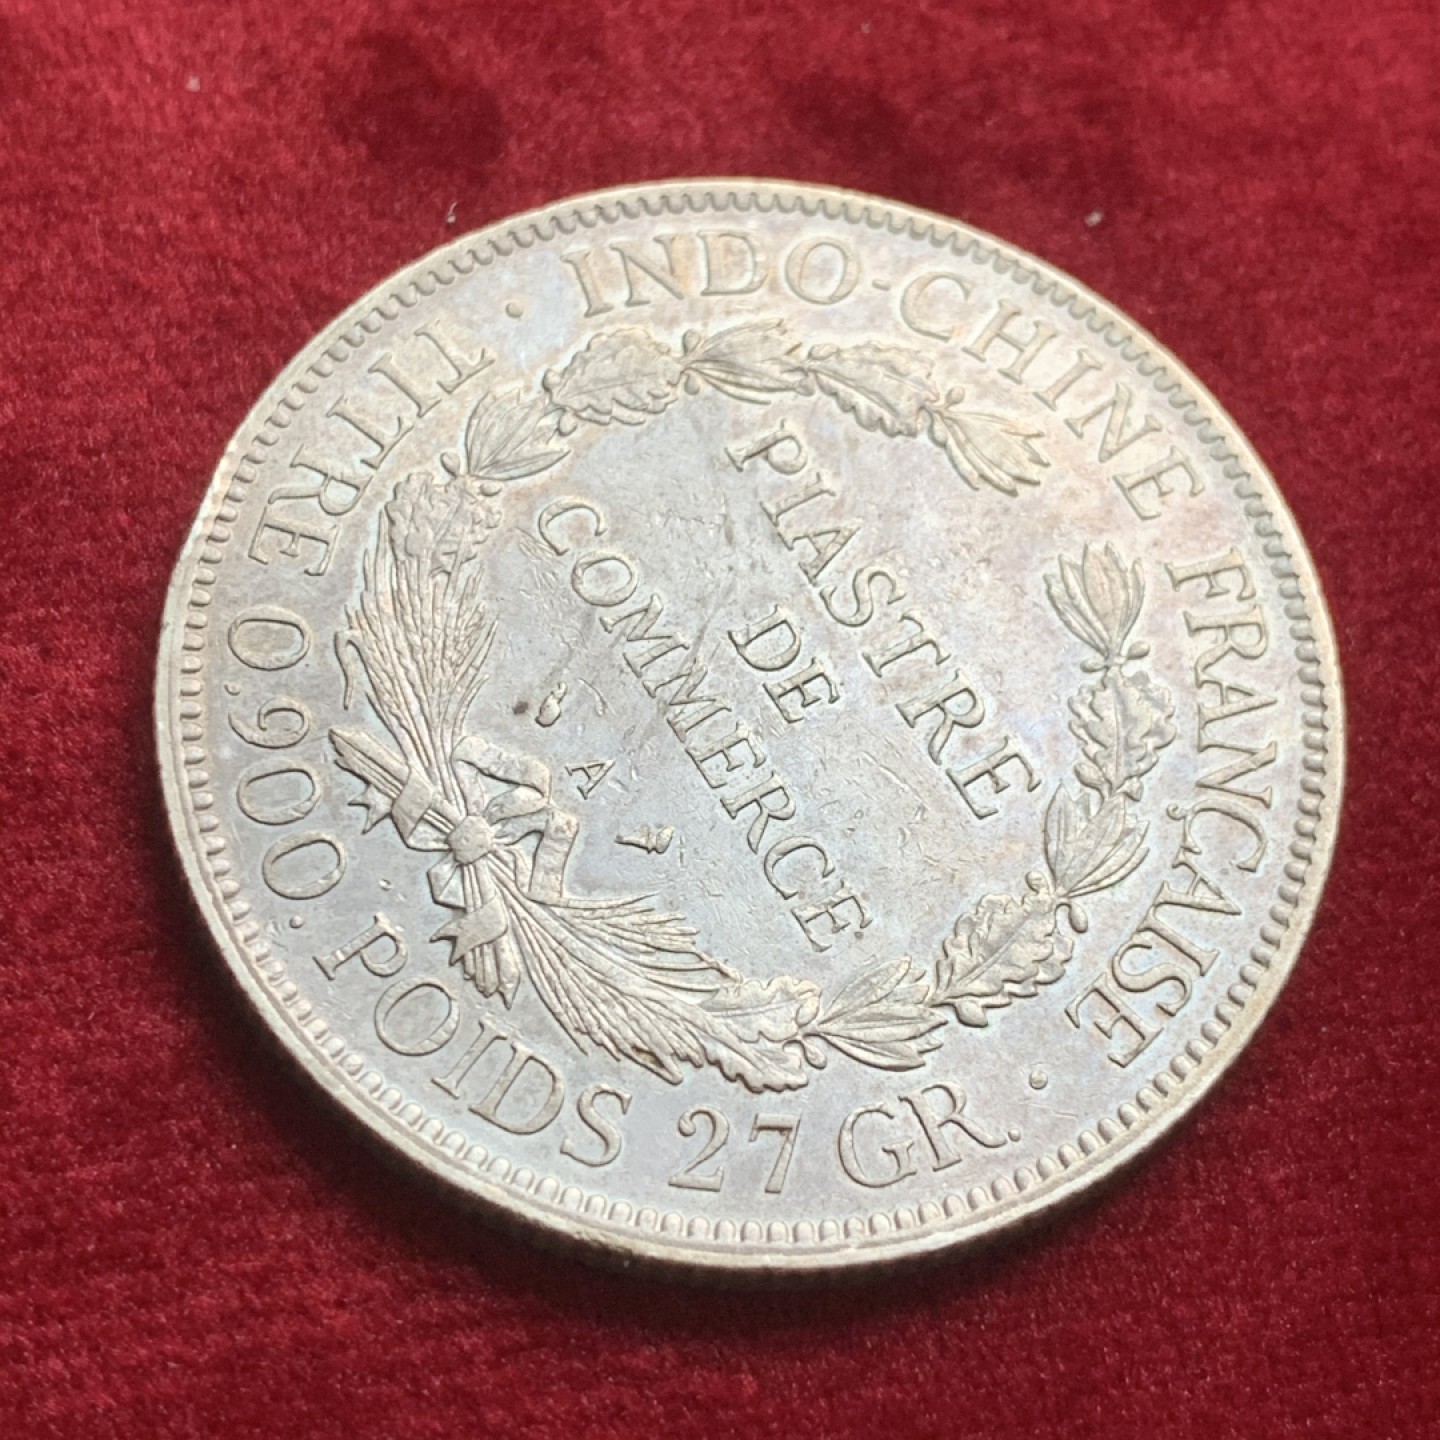 INDO-CHINE FRANÇAISE
PIASTRE
DE
COMMERCE
A
TITRE 0,900. POIDS 27 GR.